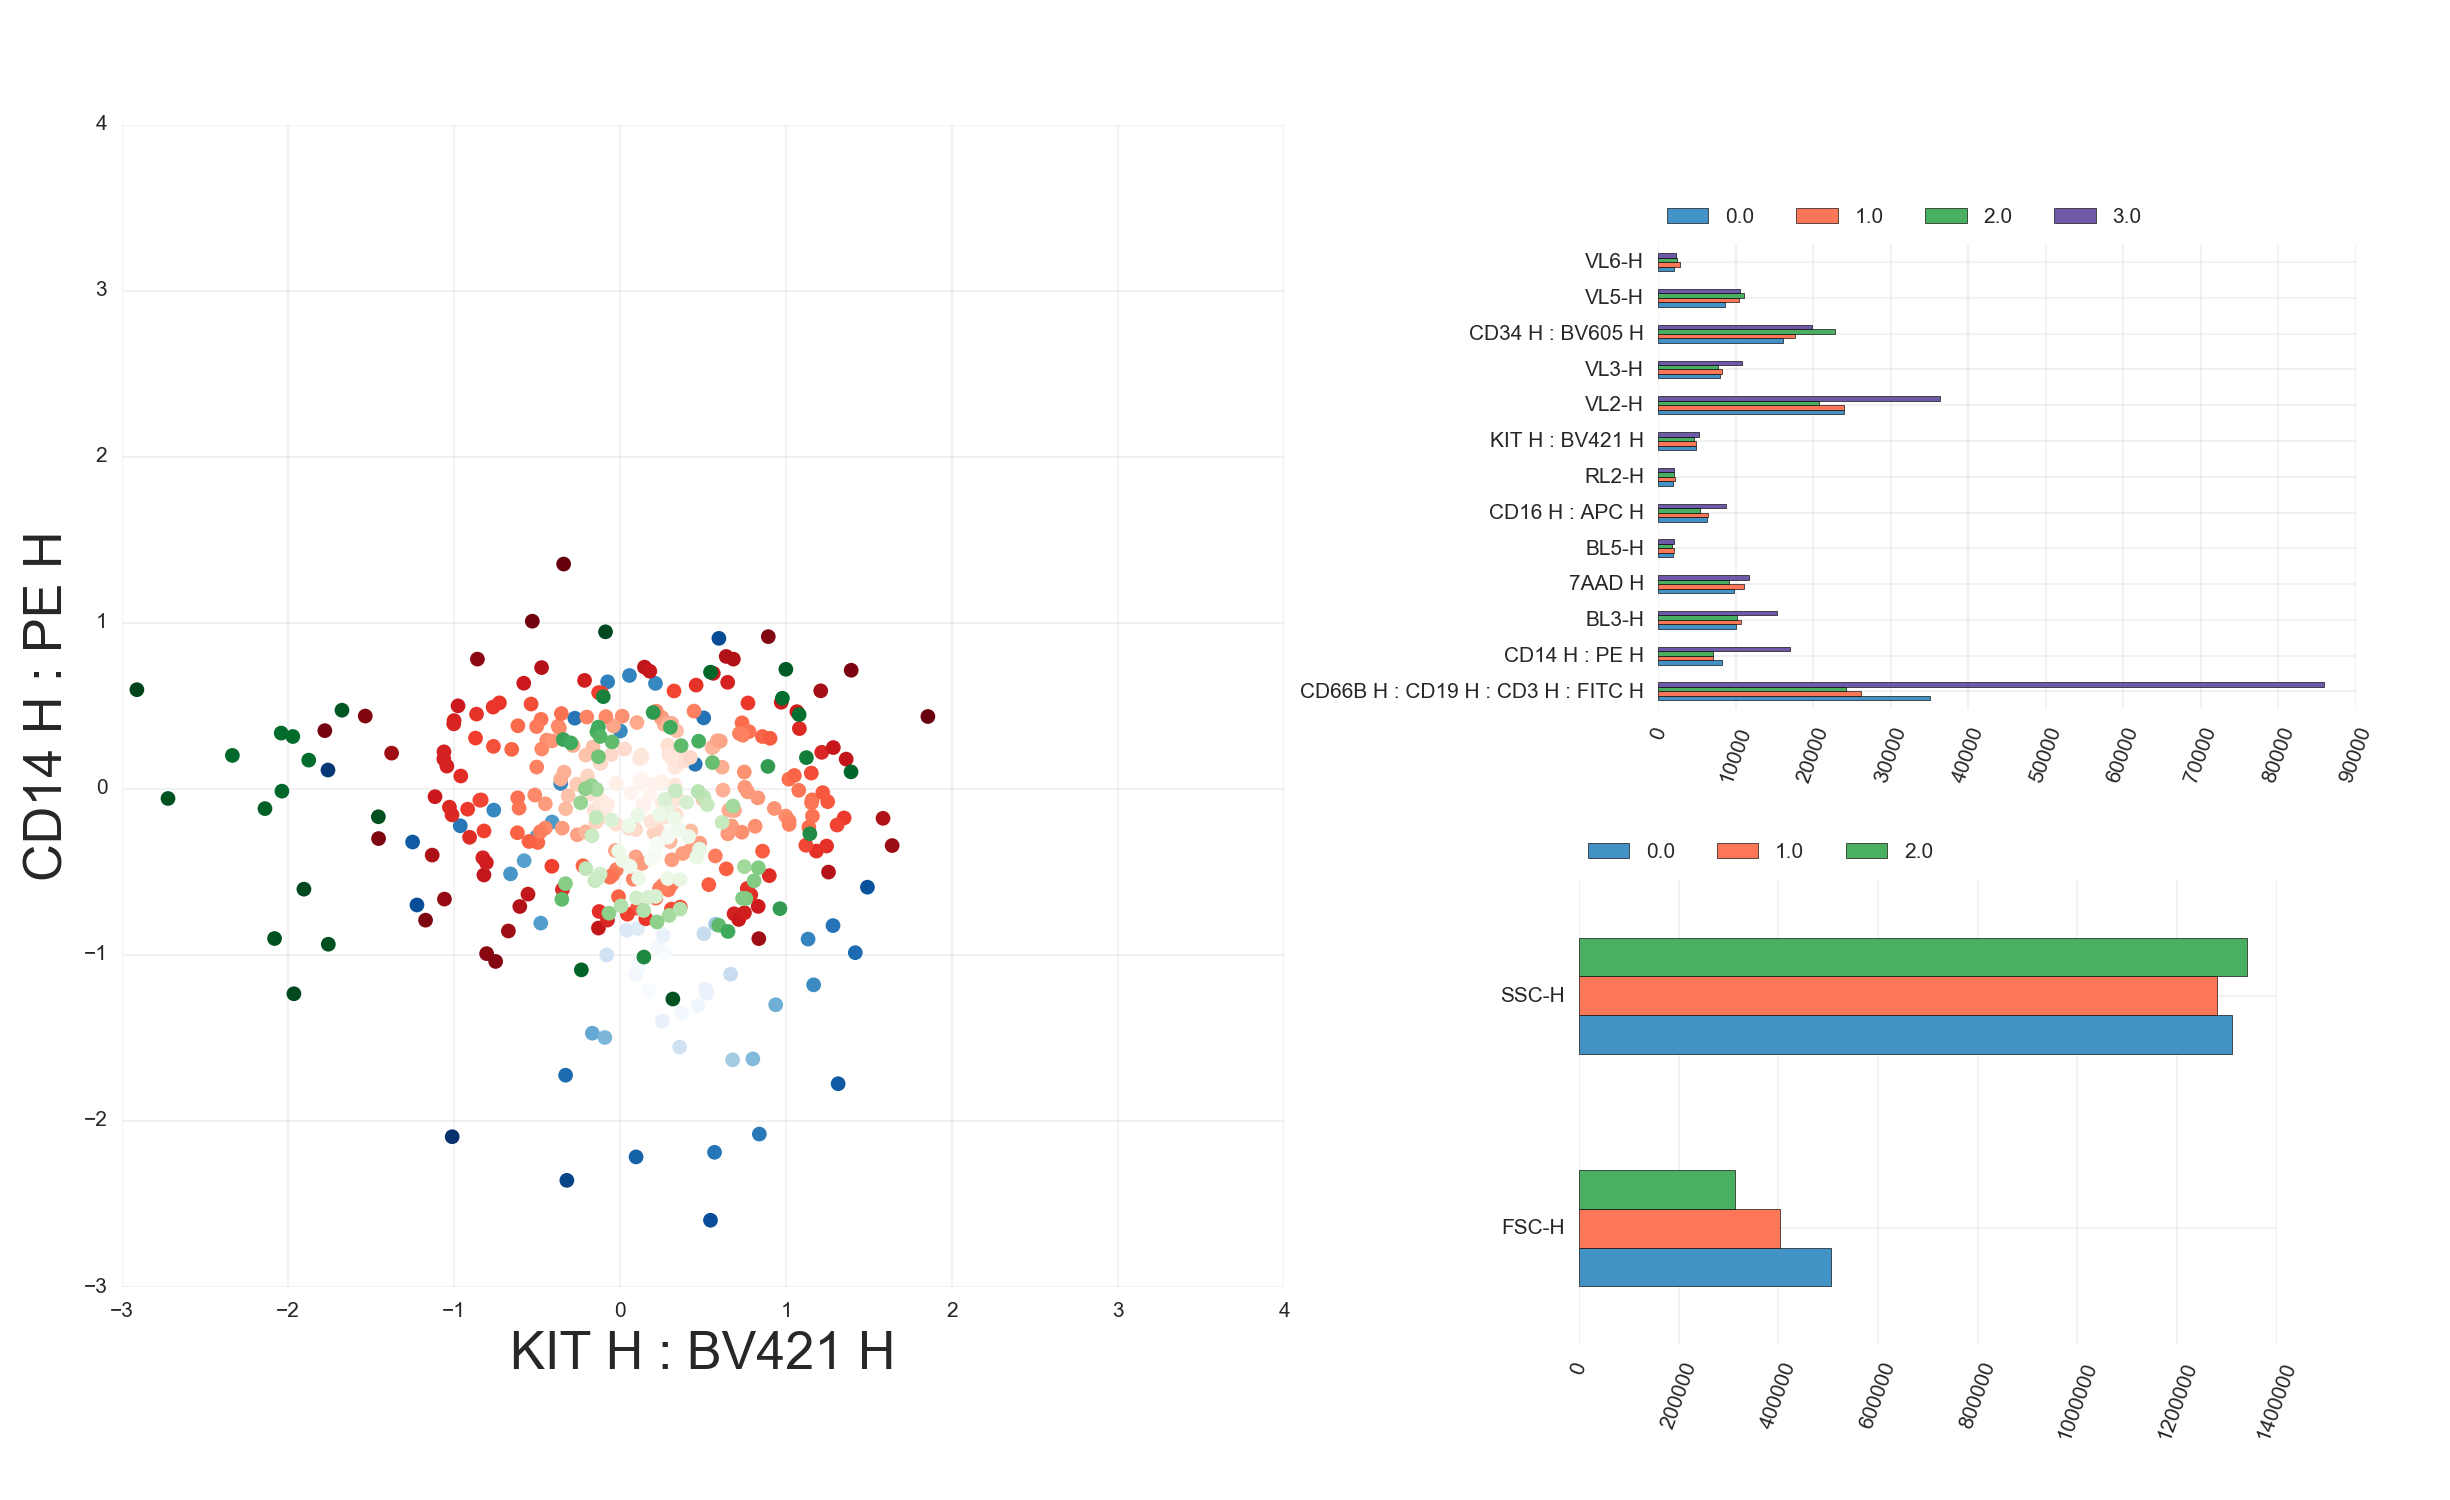 CD14 H : PE H
4
3
2
1
0
−1
−2
−3
−3 −2 −1 0 1 2 3 4
KIT H : BV421 H
0.0 1.0 2.0 3.0
VL6-H
VL5-H
CD34 H : BV605 H
VL3-H
VL2-H
KIT H : BV421 H
RL2-H
CD16 H : APC H
BL5-H
7AAD H
BL3-H
CD14 H : PE H
CD66B H : CD19 H : CD3 H : FITC H
0 10000 20000 30000 40000 50000 60000 70000 80000 90000
0.0 1.0 2.0
SSC-H
FSC-H
0 200000 400000 600000 800000 1000000 1200000 1400000